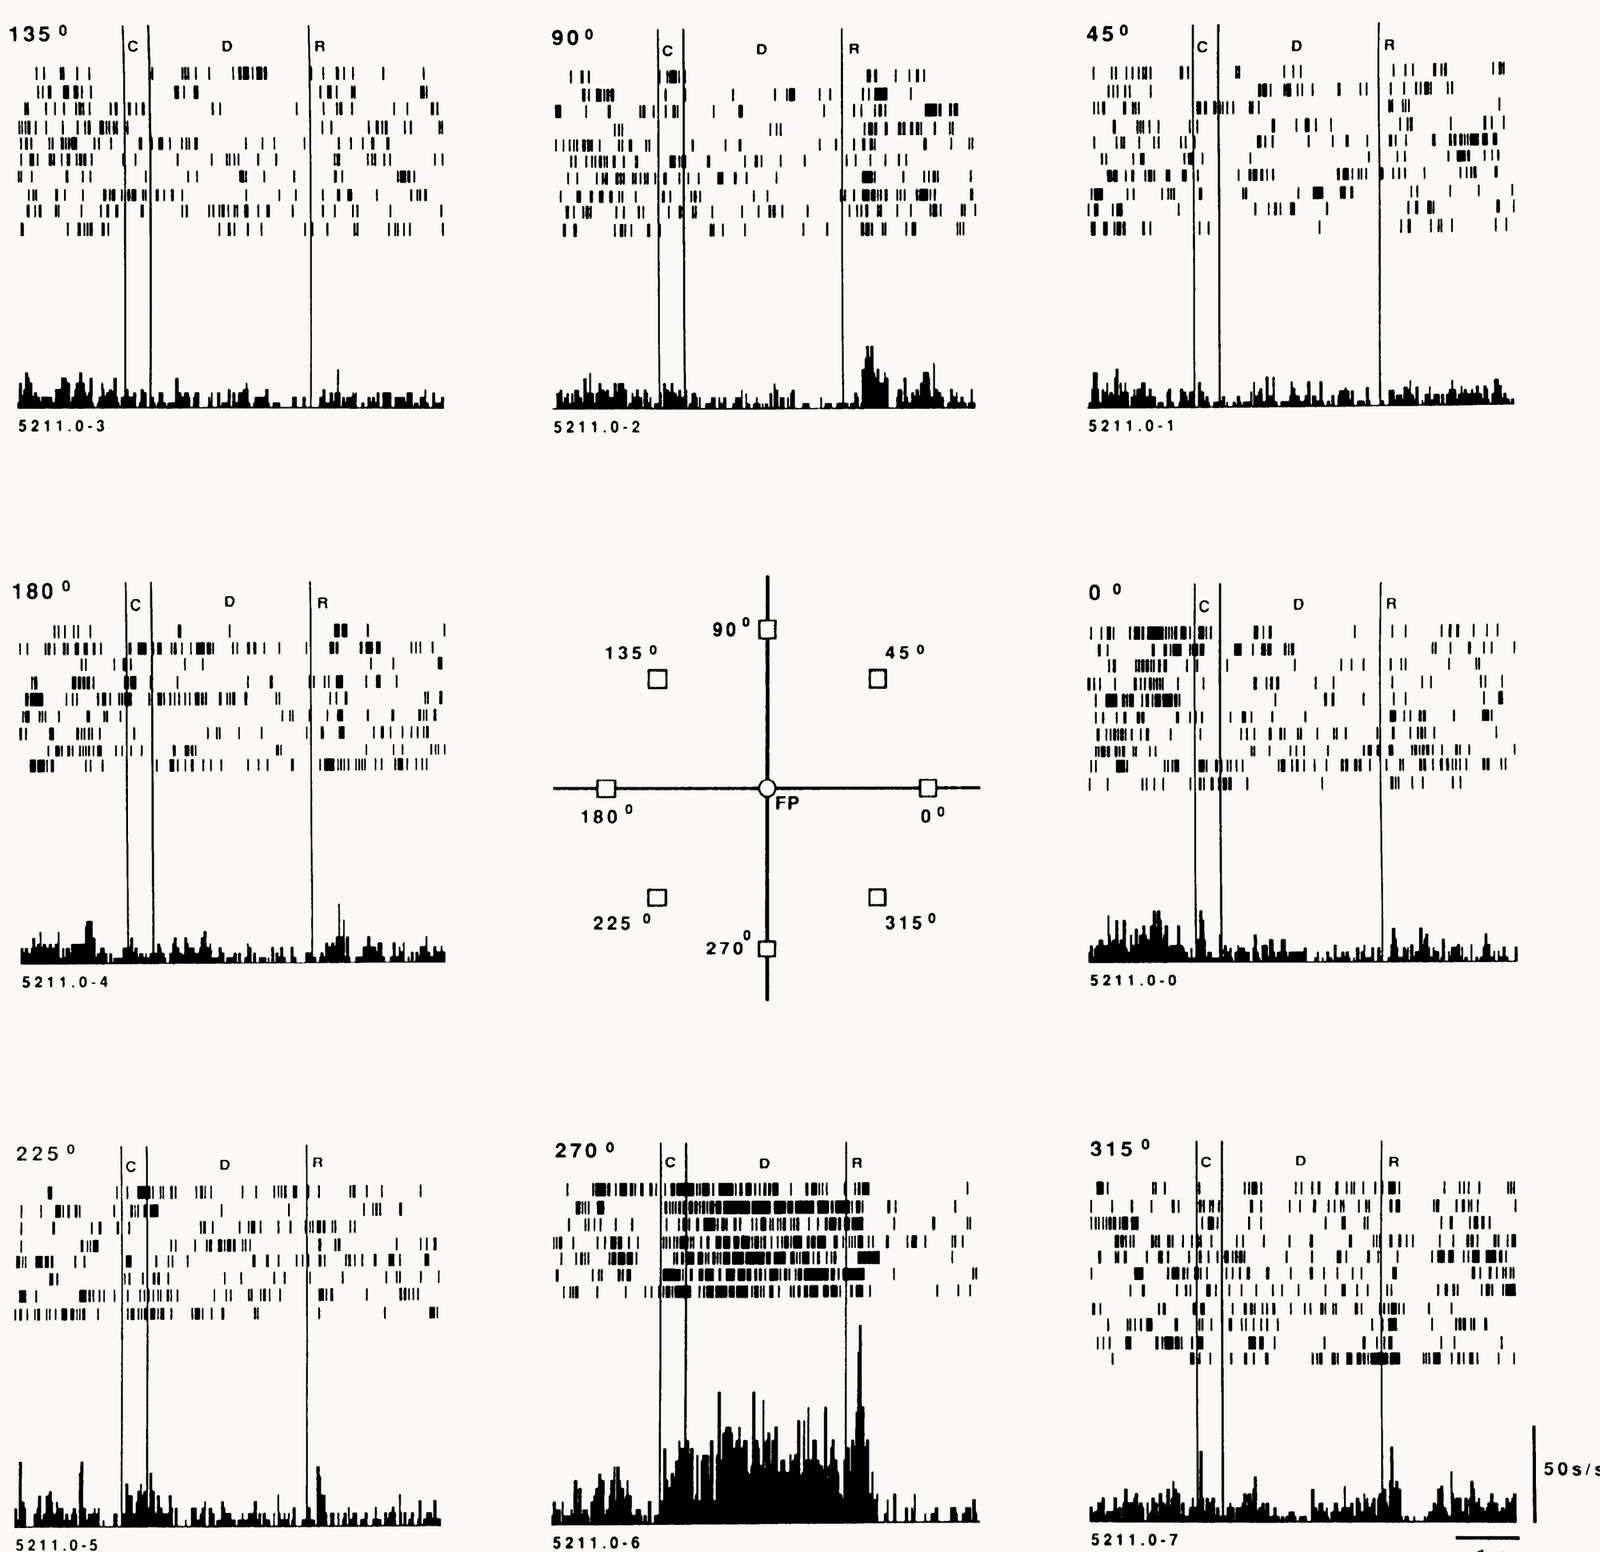 135⁰ C D R
90⁰ C D R
45⁰ C D R
5211.0-3
5211.0-2
5211.0-1
180⁰ C D R
0⁰ C D R
90⁰
135⁰
45⁰
FP
180⁰
0⁰
225⁰
315⁰
270⁰
5211.0-4
5211.0-0
225⁰ C D R
270⁰ C D R
315⁰ C D R
50s/s
5211.0-5
5211.0-6
5211.0-7